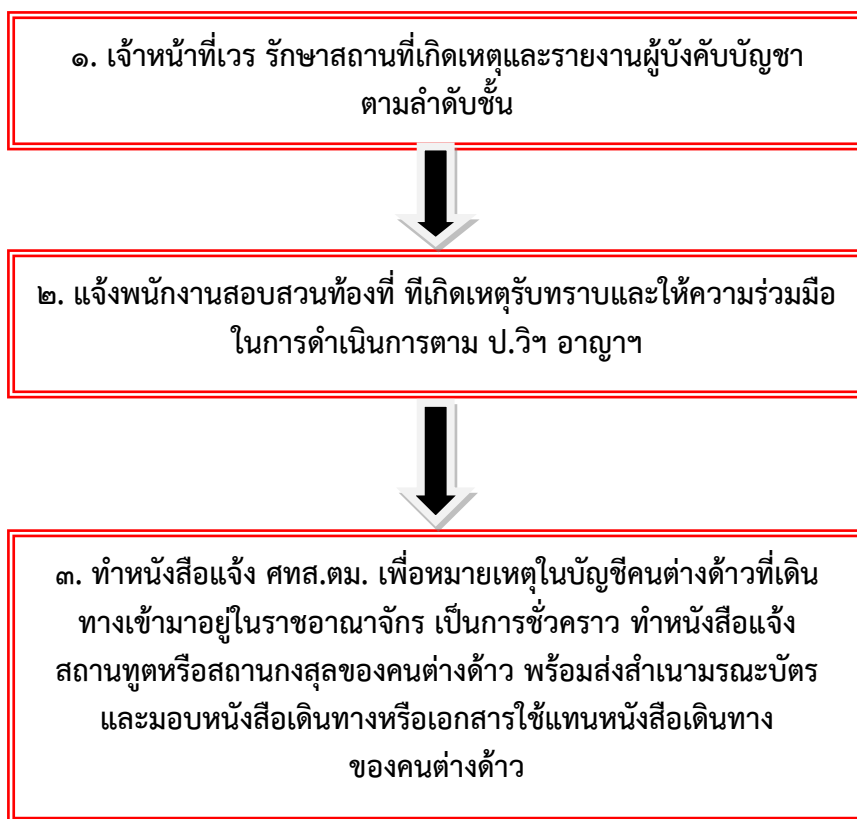 ๑. เจ้าหน้าที่เวร รักษาสถานที่เกิดเหตุและรายงานผู้บังคับบัญชา
ตามลำดับชั้น
๒. แจ้งพนักงานสอบสวนท้องที่ ทีเกิดเหตุรับทราบและให้ความร่วมมือ
ในการดำเนินการตาม ป.วิฯ อาญาฯ
๓. ทำหนังสือแจ้ง ศทส.ตม. เพื่อหมายเหตุในบัญชีคนต่างด้าวที่เดิน
ทางเข้ามาอยู่ในราชอาณาจักร เป็นการชั่วคราว ทำหนังสือแจ้ง
สถานทูตหรือสถานกงสุลของคนต่างด้าว พร้อมส่งสำเนามรณะบัตร
และมอบหนังสือเดินทางหรือเอกสารใช้แทนหนังสือเดินทาง
ของคนต่างด้าว